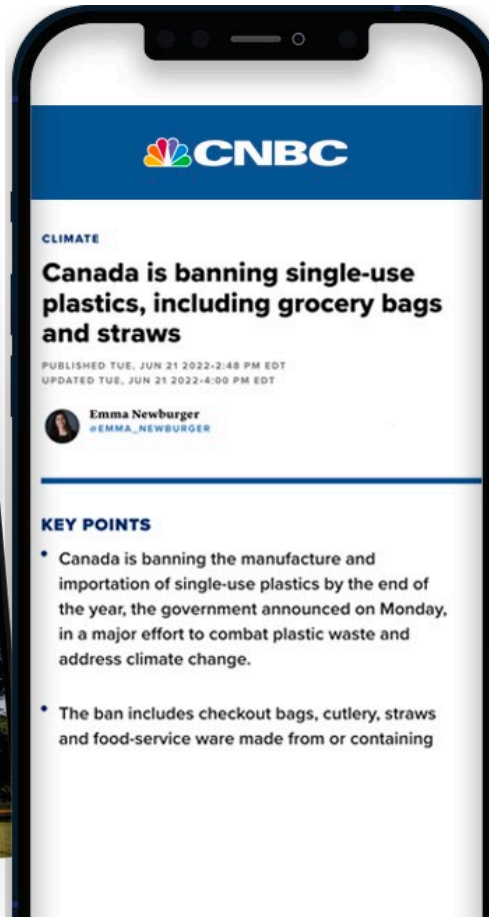 CNBC
CLIMATE
Canada is banning single-use
plastics, including grocery bags
and straws
PUBLISHED TUE, JUN 21 2022•2:48 PM EDT
UPDATED TUE, JUN 21 2022•4:00 PM EDT
Emma Newburger
@EMMA_NEWBURGER
KEY POINTS
• Canada is banning the manufacture and
importation of single-use plastics by the end of
the year, the government announced on Monday,
in a major effort to combat plastic waste and
address climate change.
• The ban includes checkout bags, cutlery, straws
and food-service ware made from or containing